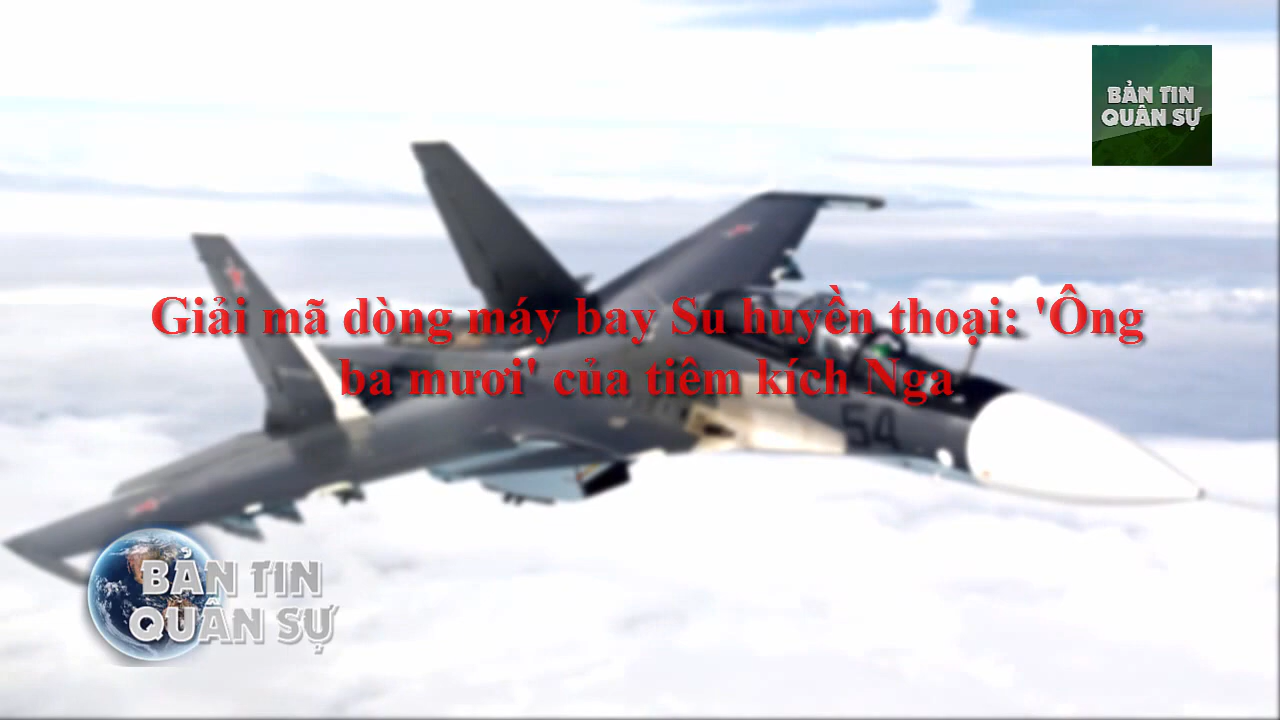 BẢN TIN
QUÂN SỰ
Giải mã dòng máy bay Su huyền thoại: 'Ông
ba mươi' của tiêm kích Nga
54
BẢN TIN
QUÂN SỰ